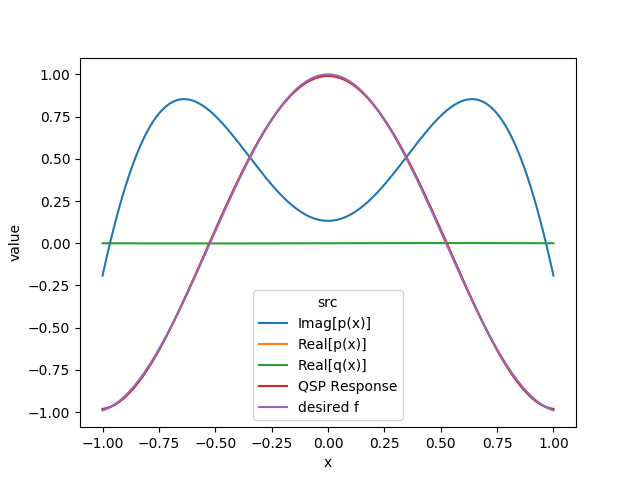 1.00
0.75
0.50
0.25
0.00
−0.25
−0.50
−0.75
−1.00
value
src
Imag[p(x)]
Real[p(x)]
Real[q(x)]
QSP Response
desired f
−1.00 −0.75 −0.50 −0.25 0.00 0.25 0.50 0.75 1.00
x